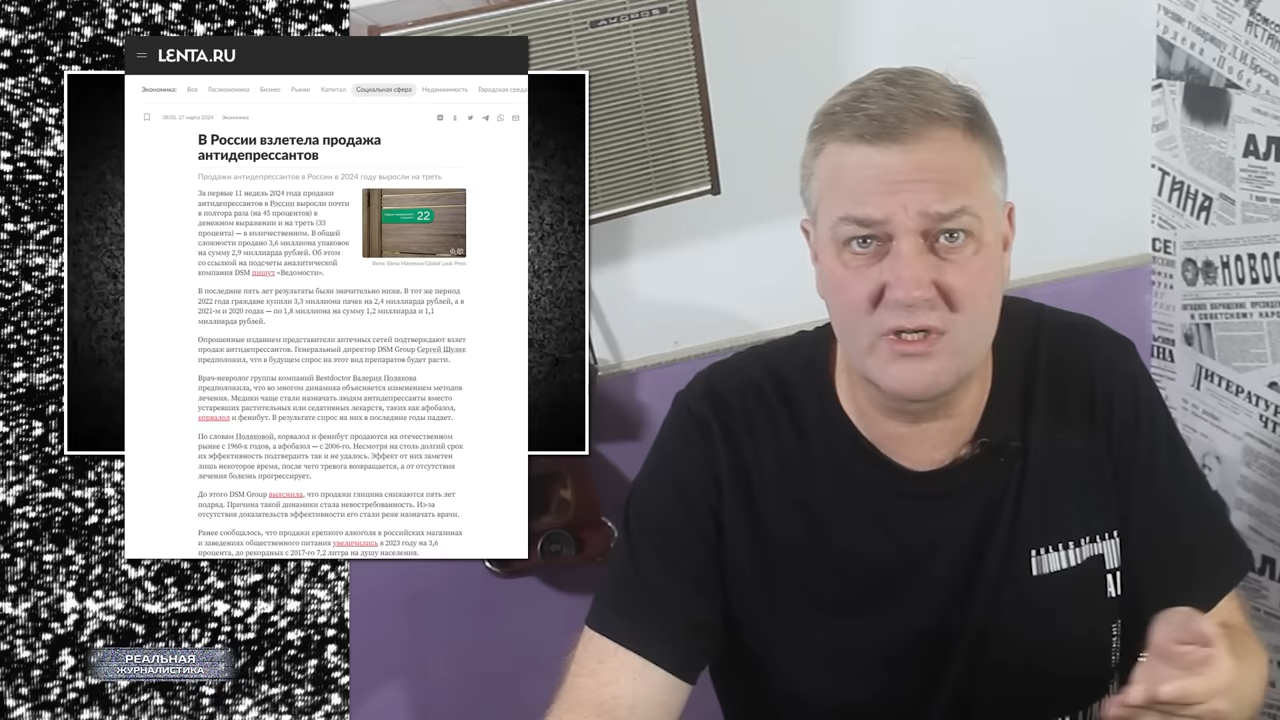 LENTA.RU
Экономика: Все Госэкономика Бизнес Рынки Капитал Социальная сфера Недвижимость Городская среда
08:03, 27 марта 2024 Экономика
В России взлетела продажа
антидепрессантов
Продажи антидепрессантов в России в 2024 году выросли на треть
За первые 11 недель 2024 года продажи
антидепрессантов в России выросли почти
в полтора раза (на 45 процентов) в
денежном выражении и на треть (33
процента) — в количественном. В общей
сложности продано 3,6 миллиона упаковок
на сумму 2,9 миллиарда рублей. Об этом
со ссылкой на подсчеты аналитической
компания DSM пишут «Ведомости».
22
Фото: Elena Mayorova/Global Look Press
В последние пять лет результаты были значительно ниже. В тот же период
2022 года граждане купили 3,3 миллиона пачек на 2,4 миллиарда рублей, а в
2021-м и 2020 годах — по 1,8 миллиона на сумму 1,2 миллиарда и 1,1
миллиарда рублей.
Опрошенные изданием представители аптечных сетей подтверждают взлет
продаж антидепрессантов. Генеральный директор DSM Group Сергей Шуляк
предположил, что в будущем спрос на этот вид препаратов будет расти.
Врач-невролог группы компаний Bestdoctor Валерия Полякова
предположила, что во многом динамика объясняется изменением методов
лечения. Медики чаще стали назначать людям антидепрессанты вместо
устаревших растительных или седативных лекарств, таких как афобазол,
корвалол и фенибут. В результате спрос на них в последние годы падает.
По словам Поляковой, корвалол и фенибут продаются на отечественном
рынке с 1960-х годов, а афобазол — с 2006-го. Несмотря на столь долгий срок
их эффективность подтвердить так и не удалось. Эффект от них заметен
лишь некоторое время, после чего тревога возвращается, а от отсутствия
лечения болезнь прогрессирует.
До этого DSM Group выяснила, что продажи глицина снижаются пять лет
подряд. Причина такой динамики стала невостребованность. Из-за
отсутствия доказательств эффективности его стали реже назначать врачи.
Ранее сообщалось, что продажи крепкого алкоголя в российских магазинах
и заведениях общественного питания увеличились в 2023 году на 3,6
процента, до рекордных с 2017-го 7,2 литра на душу населения.
РЕАЛЬНАЯ
ЖУРНАЛИСТИКА